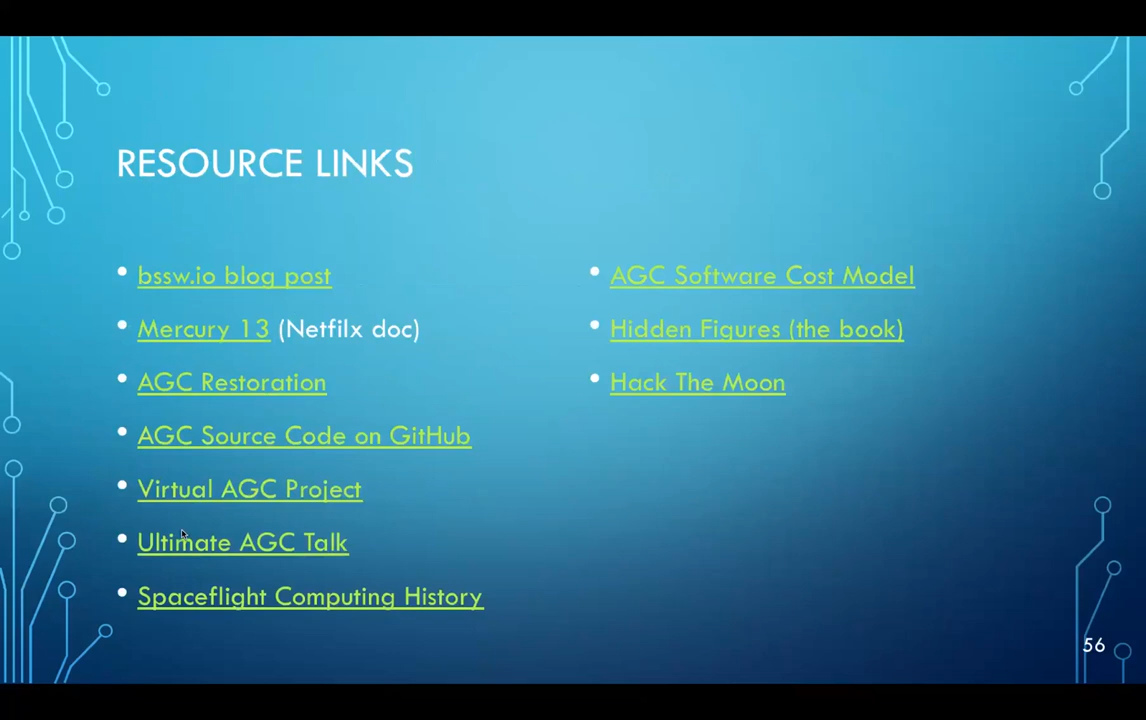 RESOURCE LINKS
• bssw.io blog post
• Mercury 13 (Netfilx doc)
• AGC Restoration
• AGC Source Code on GitHub
• Virtual AGC Project
• Ultimate AGC Talk
• Spaceflight Computing History
• AGC Software Cost Model
• Hidden Figures (the book)
• Hack The Moon
56